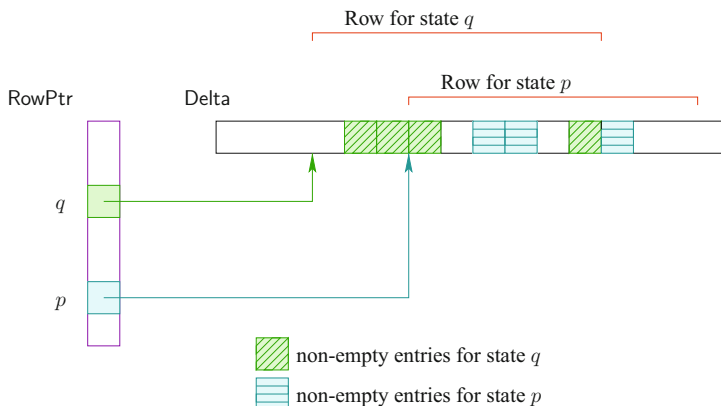 Row for state q
Row for state p
RowPtr
Delta
q
p
non-empty entries for state q
non-empty entries for state p